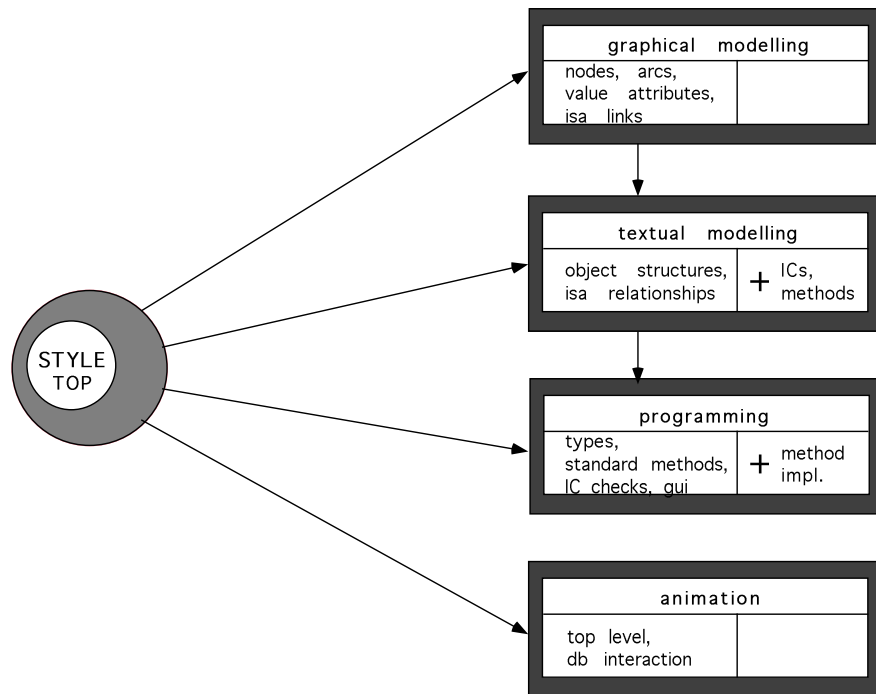 graphical modelling
nodes, arcs,
value attributes,
isa links
textual modelling
object structures,
isa relationships
+ ICs,
methods
STYLE
TOP
programming
types,
standard methods,
IC checks, gui
+ method
impl.
animation
top level,
db interaction